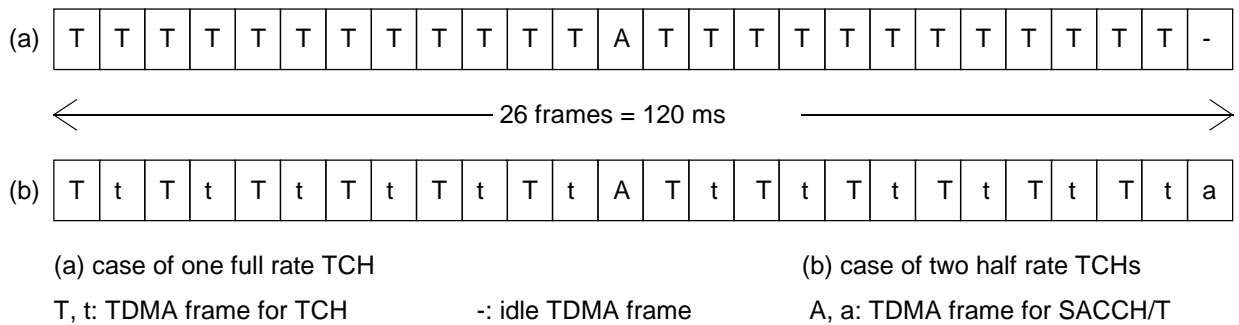 (a) T T T T T T T T T T T T A T T T T T T T T T T T T -
26 frames = 120 ms
(b) T t T t T t T t T t T t A T t T t T t T t T t T t a
(a) case of one full rate TCH (b) case of two half rate TCHs
T, t: TDMA frame for TCH -: idle TDMA frame A, a: TDMA frame for SACCH/T